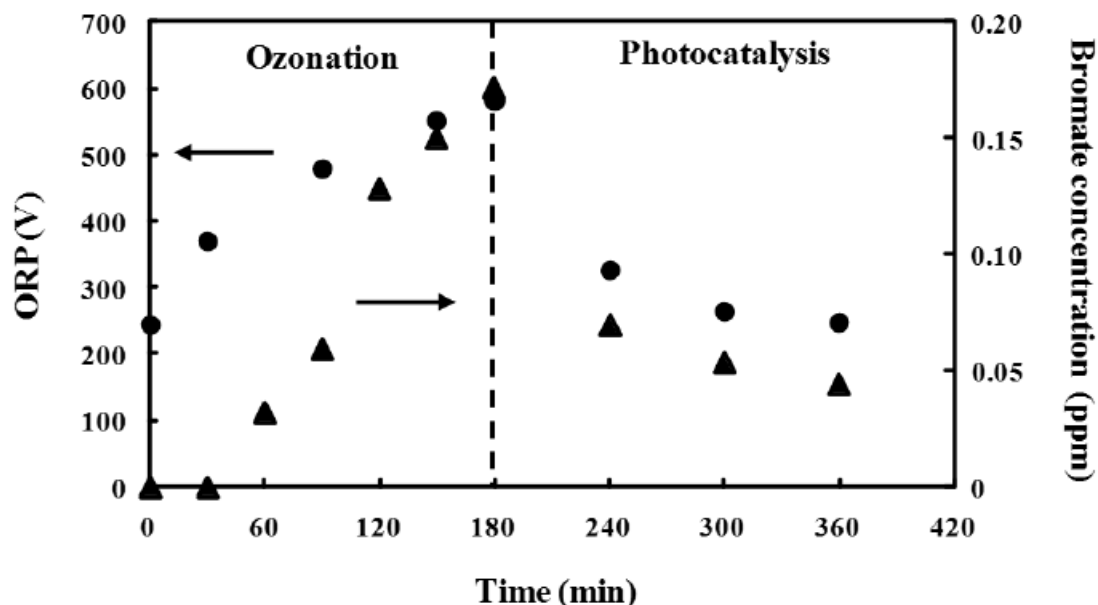 700
600
500
400
300
200
100
0
ORP (V)
Ozonation
Photocatalysis
0.20
0.15
0.10
0.05
0
Bromate concentration (ppm)
0 60 120 180 240 300 360 420
Time (min)